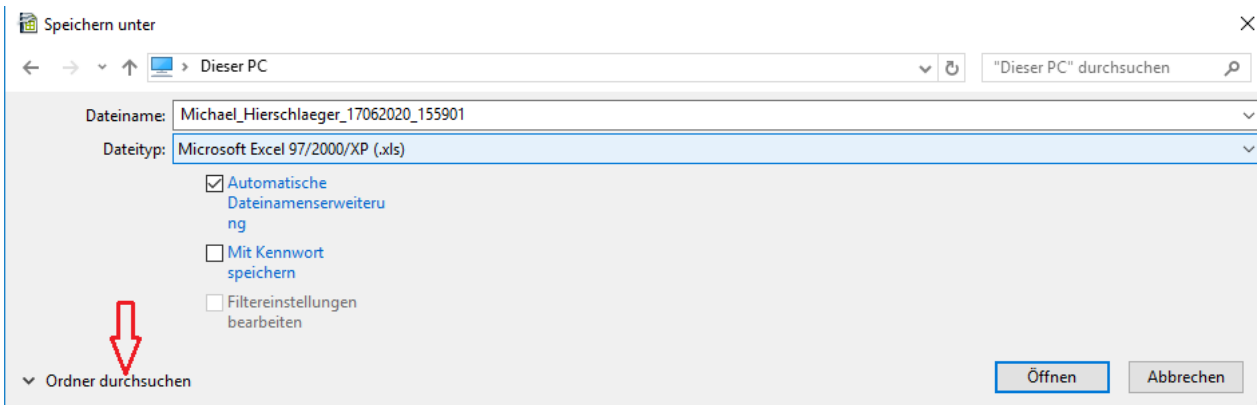 Speichern unter
Dieser PC
"Dieser PC" durchsuchen
Dateiname: Michael_Hierschlaeger_17062020_155901
Dateityp: Microsoft Excel 97/2000/XP (.xls)
Automatische
Dateinamenserweiteru
ng
Mit Kennwort
speichern
Filtereinstellungen
bearbeiten
Ordner durchsuchen
Öffnen
Abbrechen